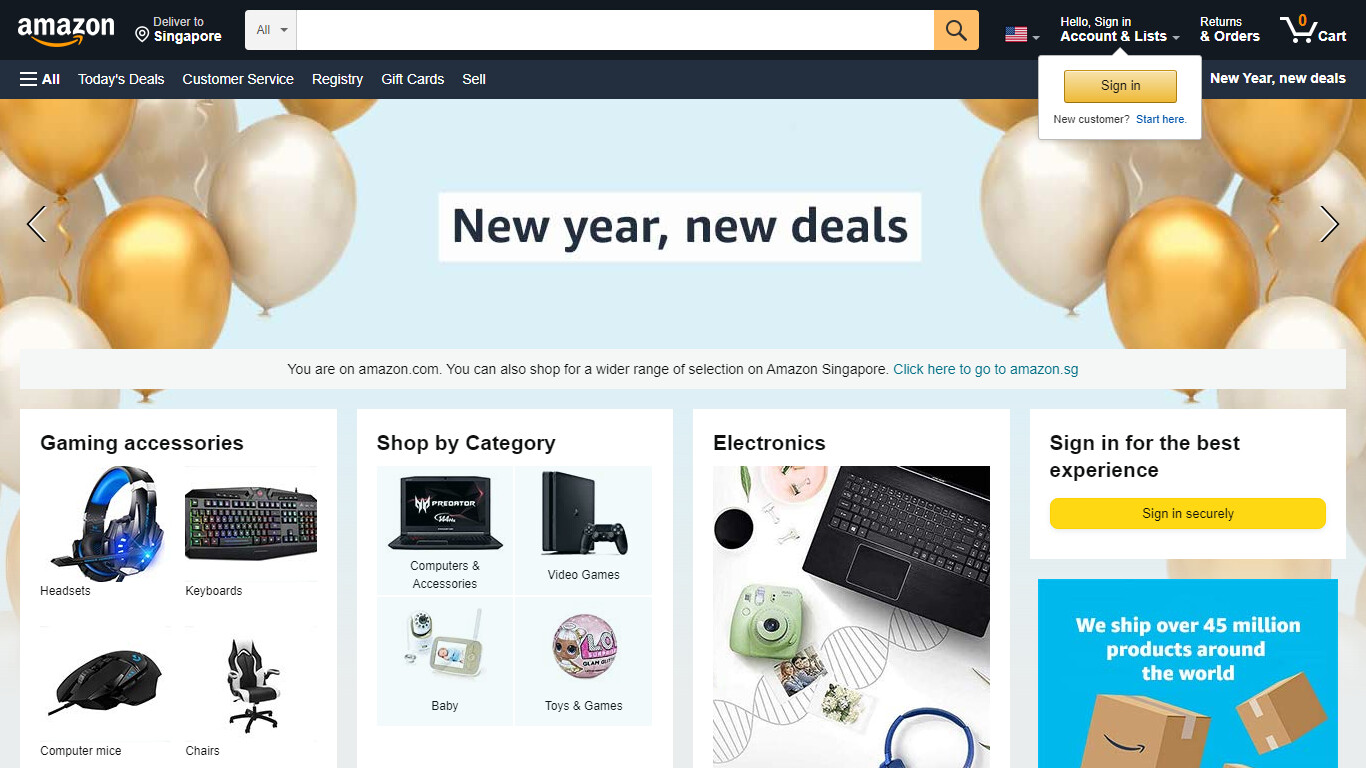 amazon
Deliver to
Singapore
All
Hello, Sign in
Account & Lists
Returns
& Orders
0
Cart
All
Today's Deals
Customer Service
Registry
Gift Cards
Sell
New Year, new deals
Sign in
New customer? Start here.
New year, new deals
You are on amazon.com. You can also shop for a wider range of selection on Amazon Singapore. Click here to go to amazon.sg
Gaming accessories
Headsets
Keyboards
Computer mice
Chairs
Shop by Category
PREDATOR
Computers &
Accessories
Video Games
Baby
L.O.L.
SURPRISE
GLAM GLITTER
Toys & Games
Electronics
Sign in for the best
experience
Sign in securely
We ship over 45 million
products around
the world